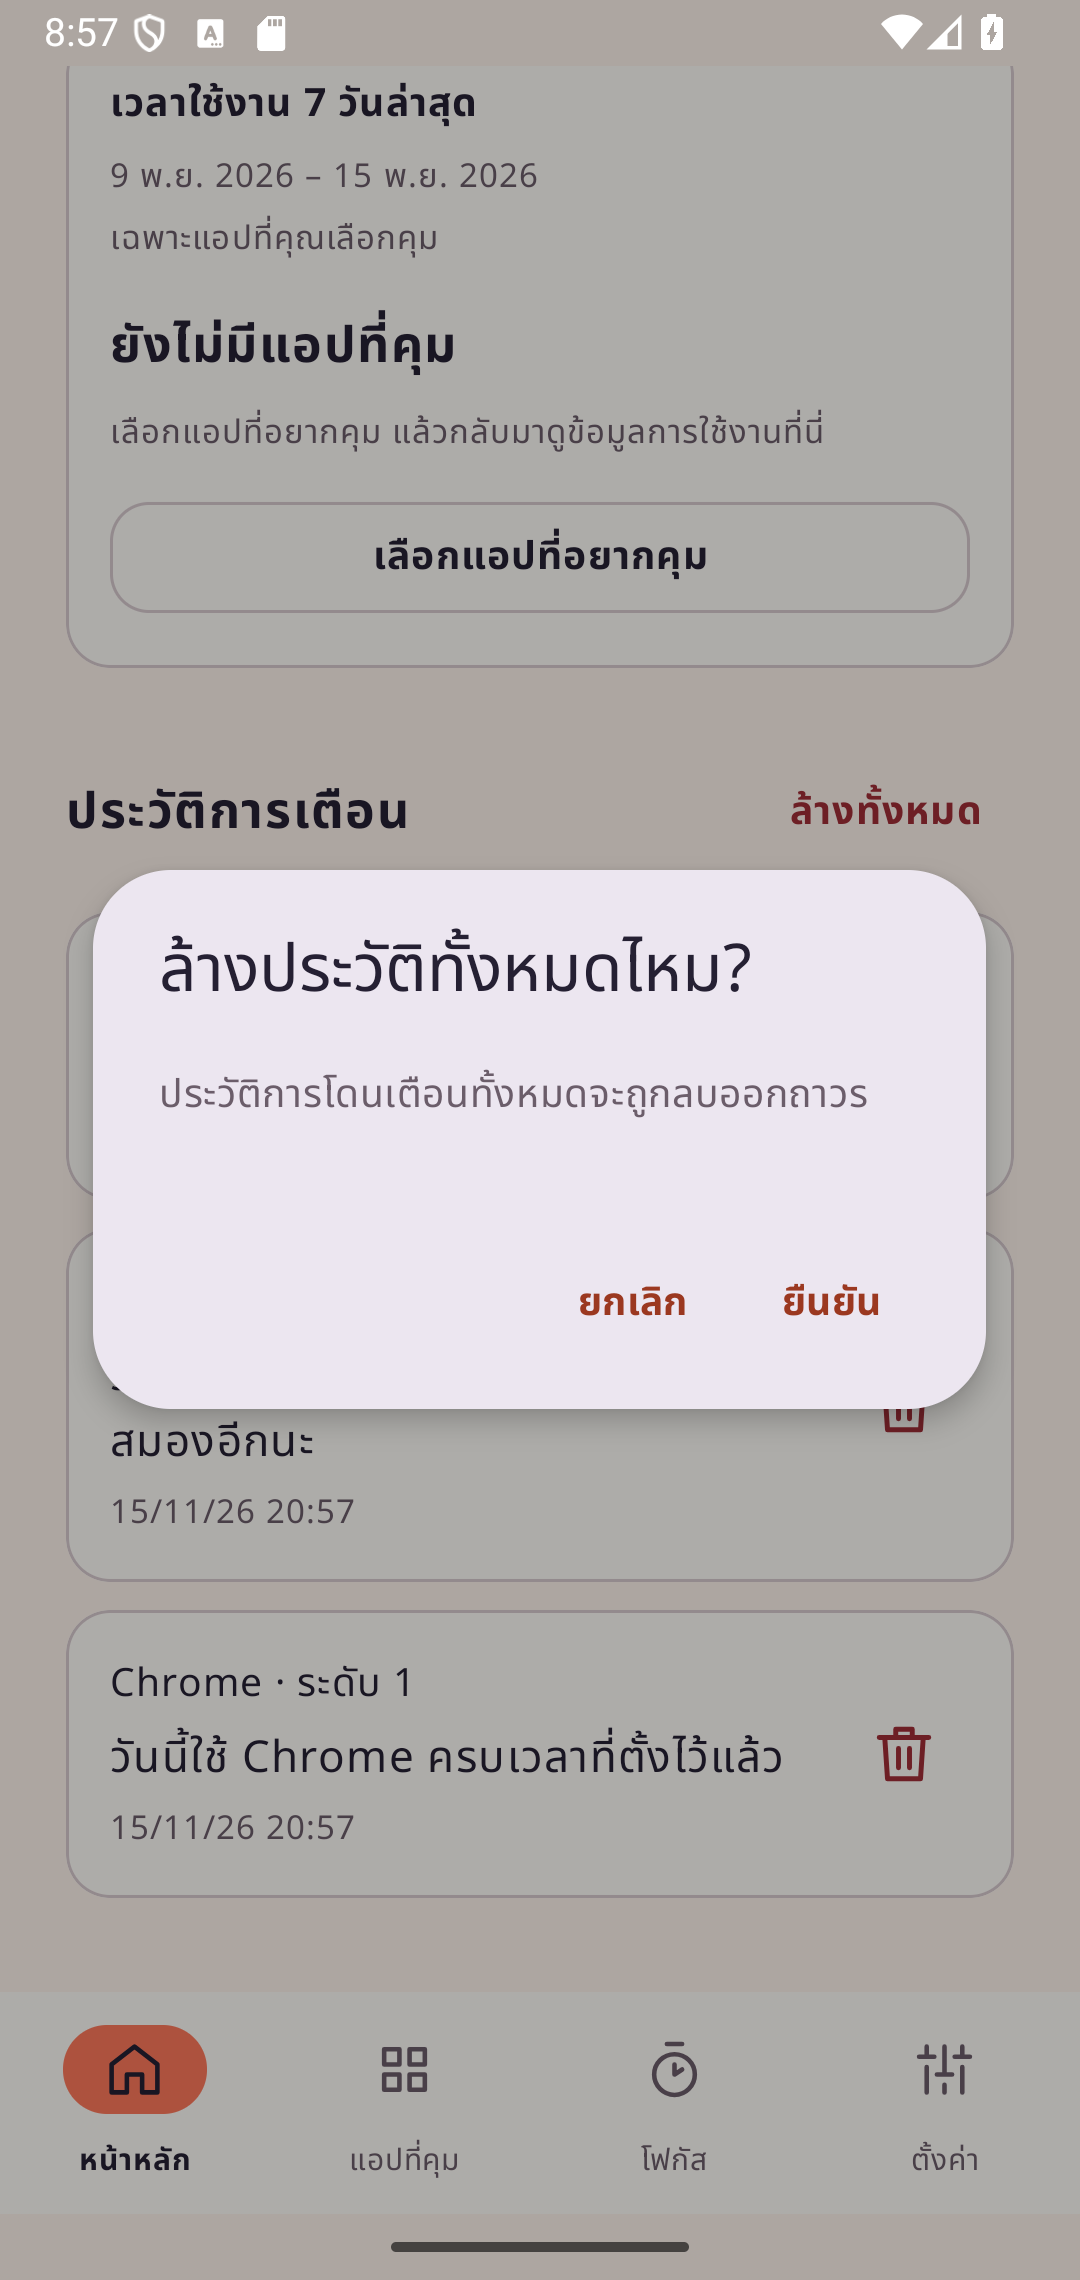 8:57
เวลาใช้งาน 7 วันล่าสุด
9 พ.ย. 2026 – 15 พ.ย. 2026
เฉพาะแอปที่คุณเลือกคุม
ยังไม่มีแอปที่คุม
เลือกแอปที่อยากคุม แล้วกลับมาดูข้อมูลการใช้งานที่นี่
เลือกแอปที่อยากคุม
ประวัติการเตือน
ล้างทั้งหมด
ล้างประวัติทั้งหมดไหม?
ประวัติการโดนเตือนทั้งหมดจะถูกลบออกถาวร
ยกเลิก
ยืนยัน
สมองอีกนะ
15/11/26 20:57
Chrome · ระดับ 1
วันนี้ใช้ Chrome ครบเวลาที่ตั้งไว้แล้ว
15/11/26 20:57
หน้าหลัก
แอปที่คุม
โฟกัส
ตั้งค่า